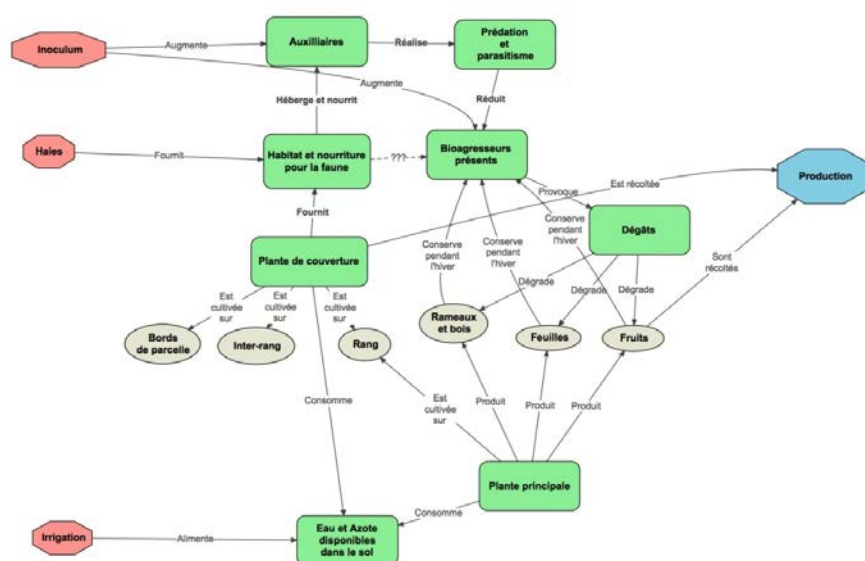 Inoculum
Augmente
Auxilliaires
Réalise
Prédation
et
parasitisme
Augmente
Héberge et nourrit
Réduit
Haies
Fournit
Habitat et nourriture
pour la faune
???
Bioagresseurs
présents
Est récoltée
Production
Provoque
Fournit
Conserve
pendant
l'hiver
Conserve
pendant
l'hiver
Conserve
pendant
l'hiver
Dégâts
Sont
récoltés
Plante de couverture
Dégrade
Dégrade
Dégrade
Est
cultivée
sur
Est
cultivée
sur
Est
cultivée
sur
Bords
de parcelle
Inter-rang
Rang
Rameaux
et bois
Feuilles
Fruits
Consomme
Est
cultivée
sur
Produit
Produit
Produit
Plante principale
Consomme
Irrigation
Alimente
Eau et Azote
disponibles
dans le sol